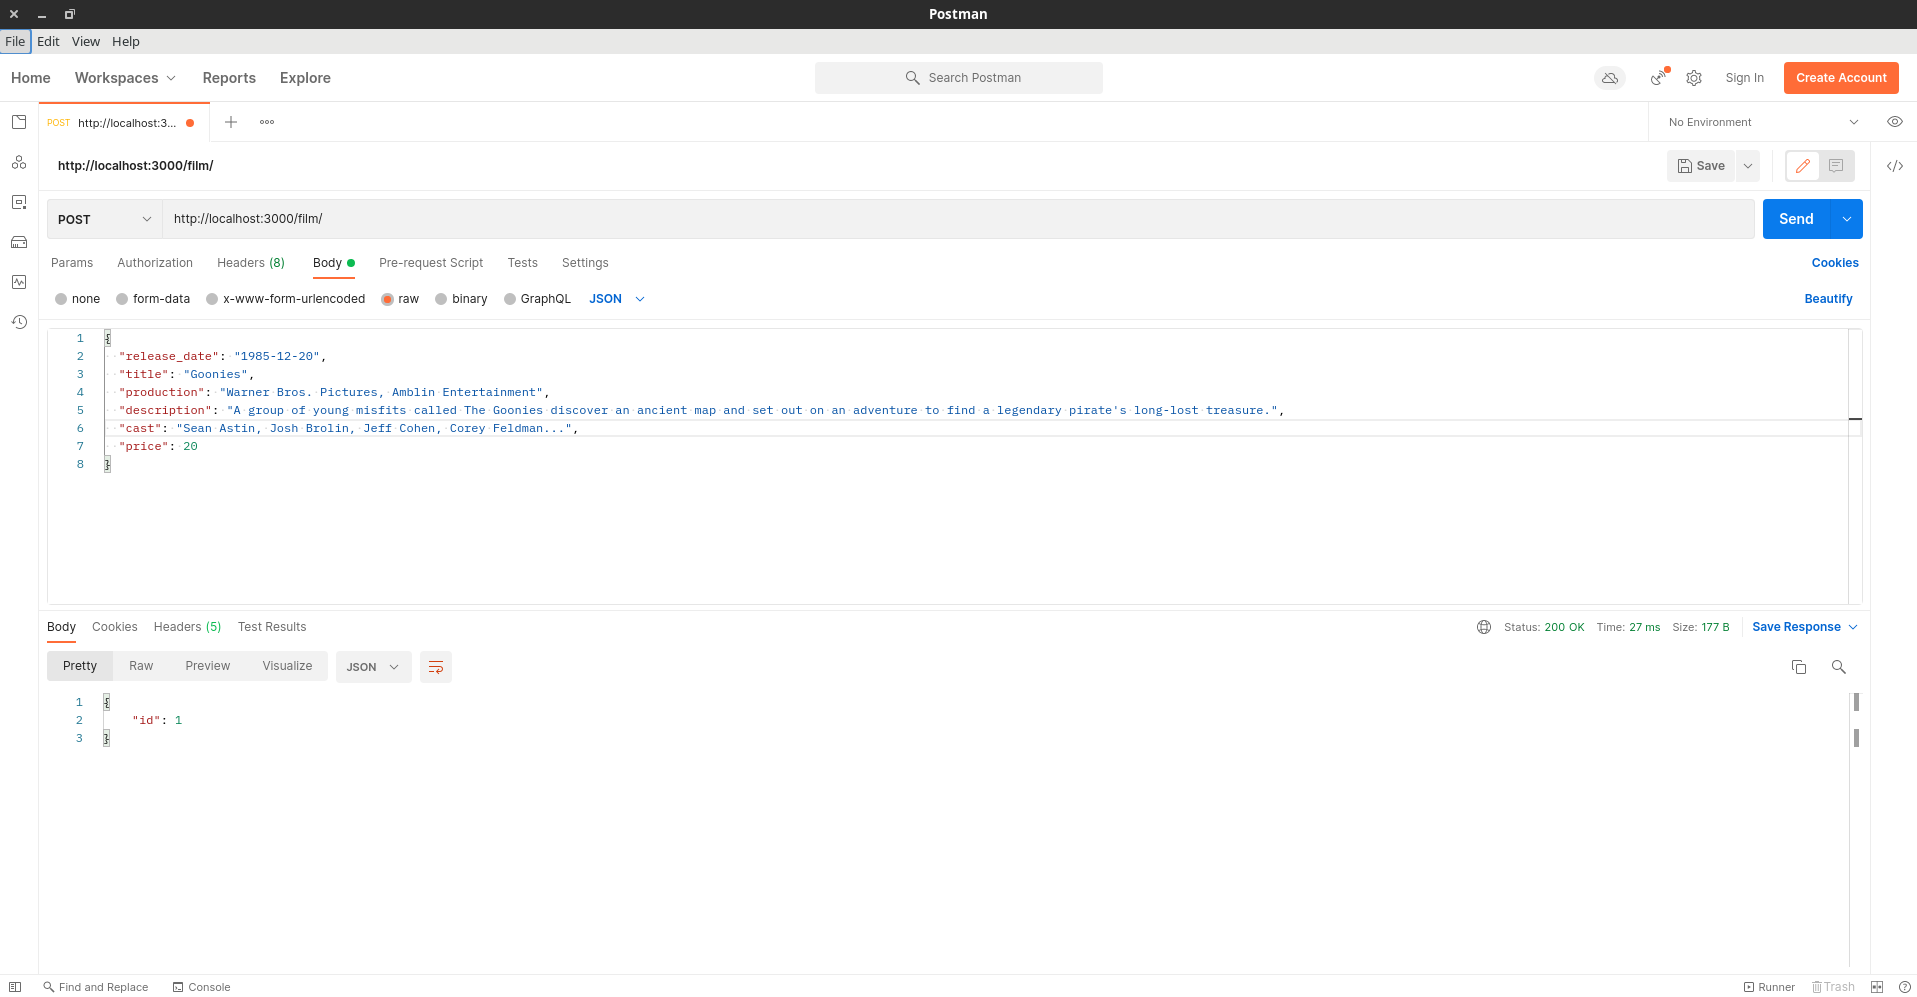 Postman
File Edit View Help
Home Workspaces Reports Explore Search Postman Sign In Create Account
POST http://localhost:3... No Environment
http://localhost:3000/film/ Save
POST http://localhost:3000/film/ Send
Params Authorization Headers (8) Body Pre-request Script Tests Settings Cookies
none form-data x-www-form-urlencoded raw binary GraphQL JSON Beautify
1 {
2 "release_date": "1985-12-20",
3 "title": "Goonies",
4 "production": "Warner Bros. Pictures, Amblin Entertainment",
5 "description": "A group of young misfits called The Goonies discover an ancient map and set out on an adventure to find a legendary pirate's long-lost treasure.",
6 "cast": "Sean Astin, Josh Brolin, Jeff Cohen, Corey Feldman...",
7 "price": 20
8 }
Body Cookies Headers (5) Test Results Status: 200 OK Time: 27 ms Size: 177 B Save Response
Pretty Raw Preview Visualize JSON
1 {
2 "id": 1
3 }
Find and Replace Console Runner Trash